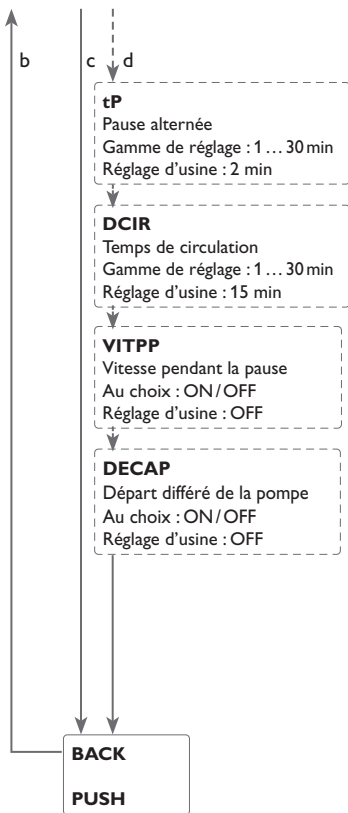 b
c
d
tP
Pause alternée
Gamme de réglage : 1 … 30 min
Réglage d'usine : 2 min
DCIR
Temps de circulation
Gamme de réglage : 1 … 30 min
Réglage d'usine : 15 min
VITPP
Vitesse pendant la pause
Au choix : ON / OFF
Réglage d'usine : OFF
DECAP
Départ différé de la pompe
Au choix : ON / OFF
Réglage d'usine : OFF
BACK
PUSH